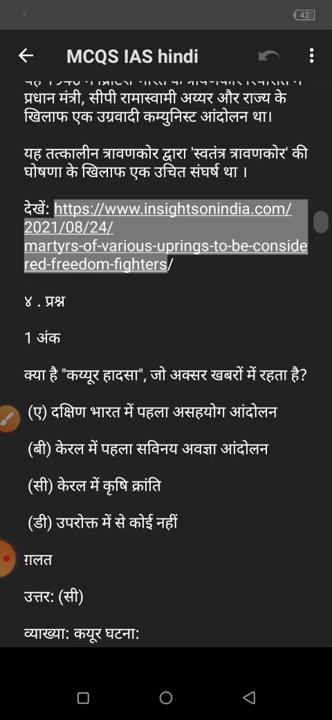 42
MCQS IAS hindi
प्रधान मंत्री, सीपी रामास्वामी अय्यर और राज्य के
खिलाफ एक उग्रवादी कम्युनिस्ट आंदोलन था।
यह तत्कालीन त्रावणकोर द्वारा 'स्वतंत्र त्रावणकोर' की
घोषणा के खिलाफ एक उचित संघर्ष था ।
देखें: https://www.insightsonindia.com/
2021/08/24/
martyrs-of-various-uprings-to-be-conside
red-freedom-fighters/
४ . प्रश्न
1 अंक
क्या है "कय्यूर हादसा", जो अक्सर खबरों में रहता है?
(ए) दक्षिण भारत में पहला असहयोग आंदोलन
(बी) केरल में पहला सविनय अवज्ञा आंदोलन
(सी) केरल में कृषि क्रांति
(डी) उपरोक्त में से कोई नहीं
ग़लत
उत्तर: (सी)
व्याख्या: कयूर घटना: